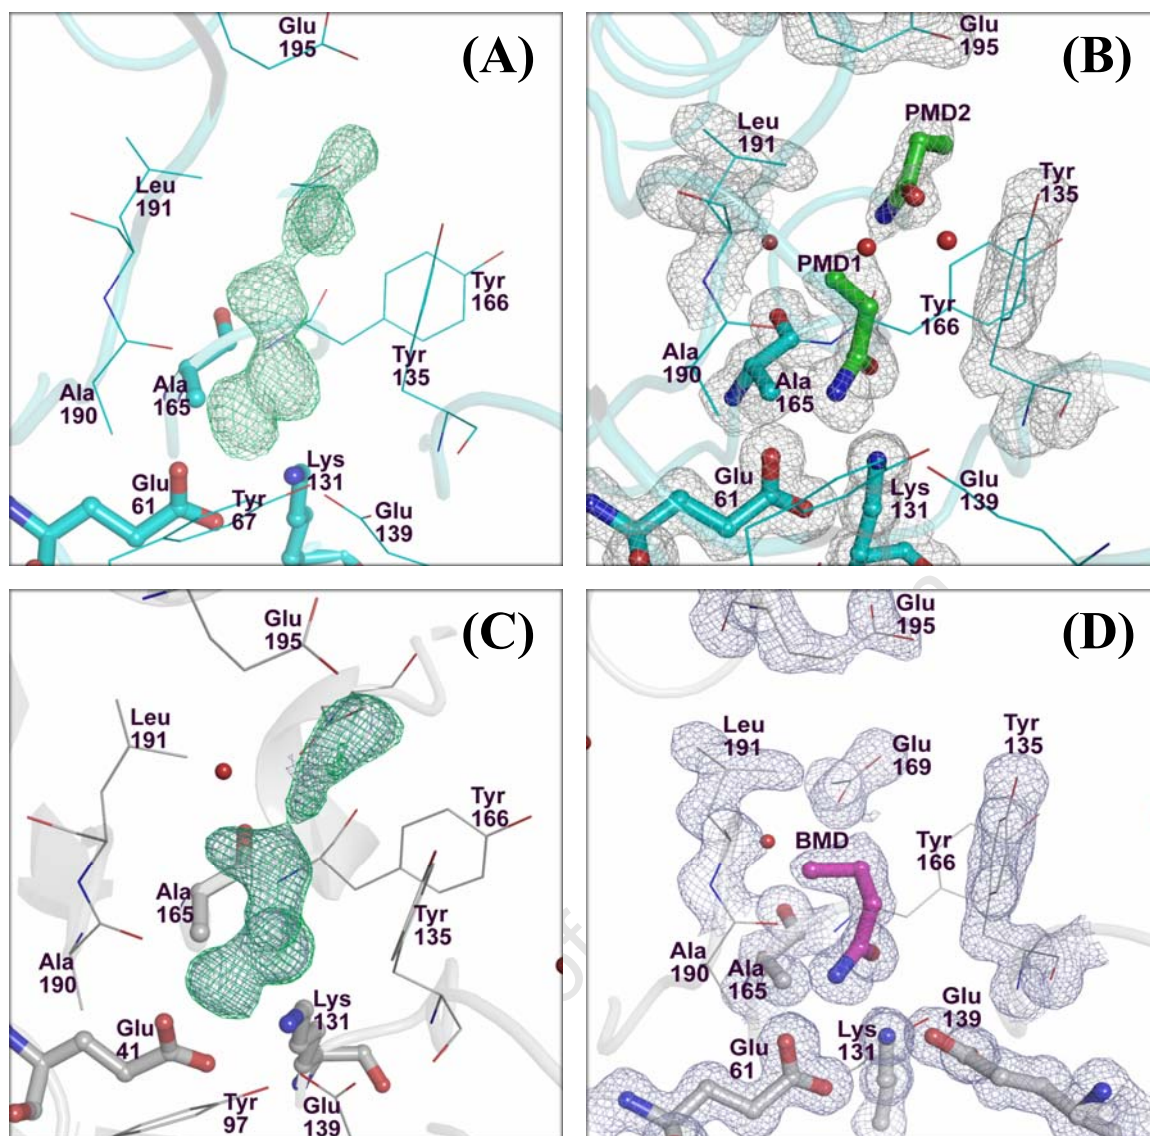 Glu
195
(A)
Leu
191
Tyr
166
Tyr
135
Ala
190
Ala
165
Lys
131
Glu
61
Tyr
67
Glu
139
Glu
195
(B)
PMD2
Leu
191
Tyr
135
PMD1
Tyr
166
Ala
190
Ala
165
Glu
61
Lys
131
Glu
139
Glu
195
(C)
Leu
191
Tyr
166
Ala
165
Tyr
135
Ala
190
Lys
131
Glu
41
Tyr
97
Glu
139
Glu
195
(D)
Leu
191
Glu
169
Tyr
135
BMD
Tyr
166
Ala
190
Ala
165
Glu
139
Lys
131
Glu
61